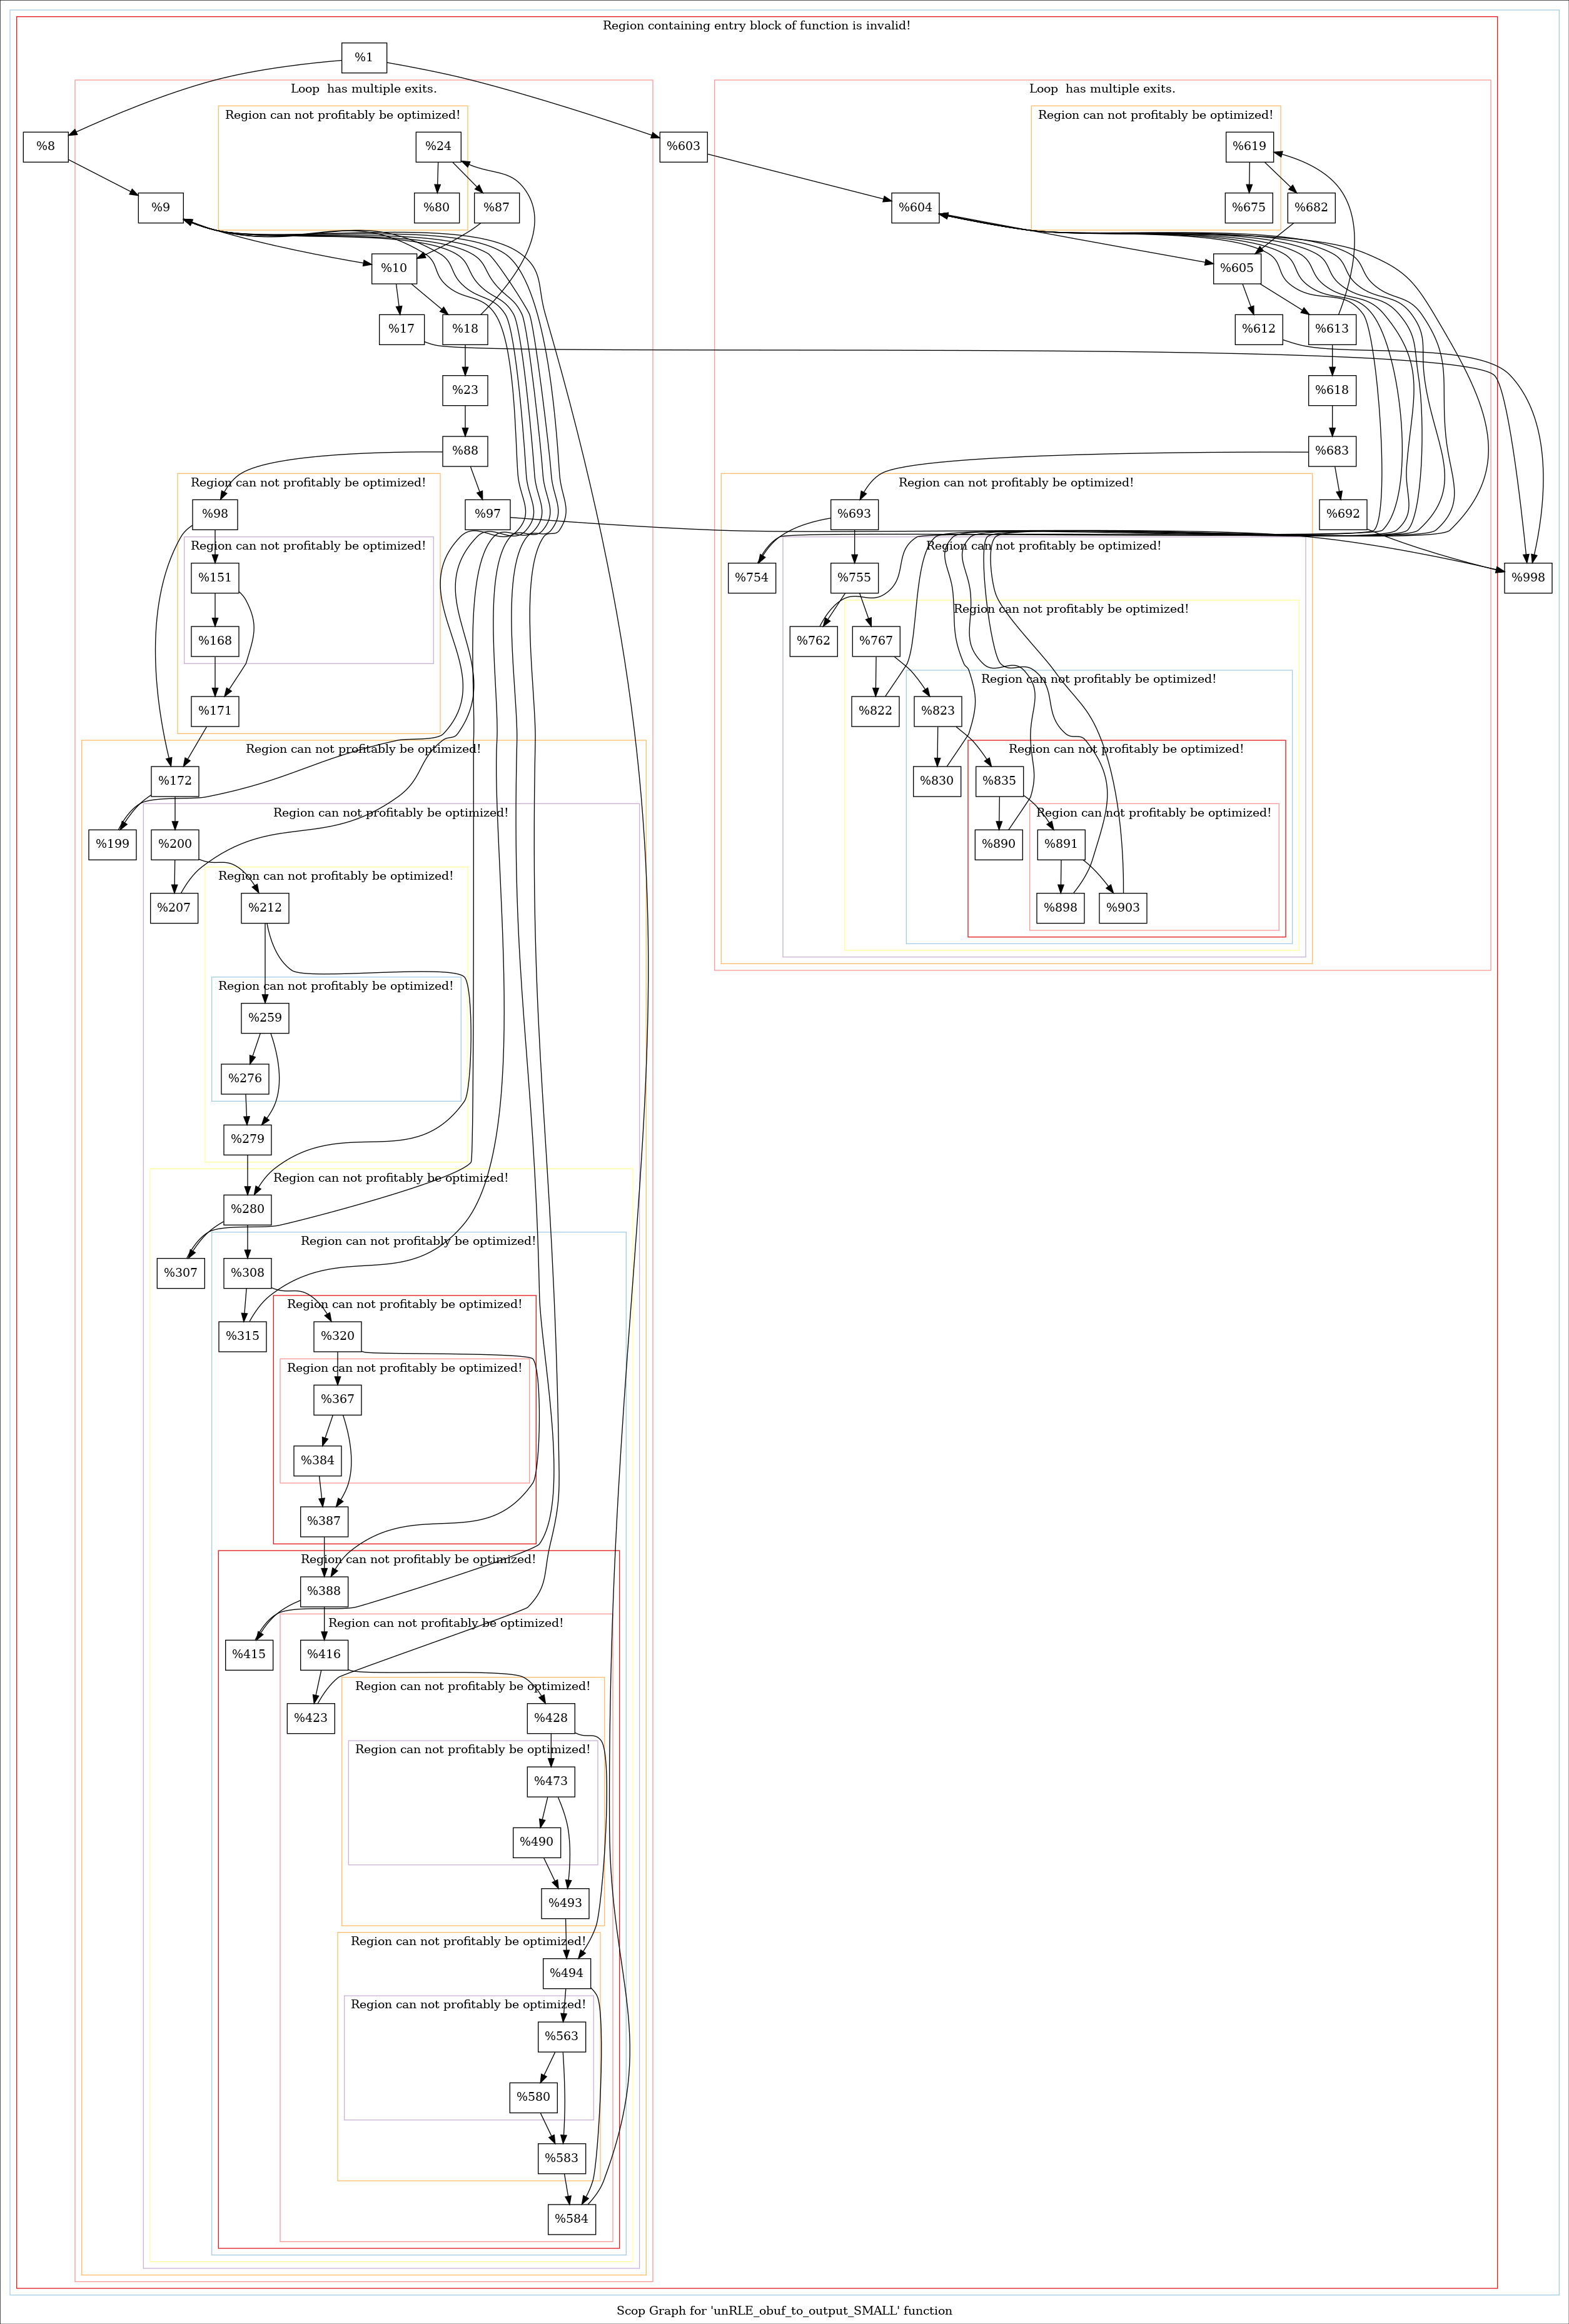 Region containing entry block of function is invalid!
%1
Loop  has multiple exits.
Loop  has multiple exits.
Region can not profitably be optimized!
Region can not profitably be optimized!
%8
%24
%603
%619
%9
%80
%87
%604
%675
%682
%10
%605
%17
%18
%612
%613
%23
%618
%88
%683
Region can not profitably be optimized!
Region can not profitably be optimized!
%98
%97
%693
%692
Region can not profitably be optimized!
Region can not profitably be optimized!
%151
%754
%755
%998
Region can not profitably be optimized!
%168
%762
%767
Region can not profitably be optimized!
%171
%822
%823
Region can not profitably be optimized!
Region can not profitably be optimized!
%172
%830
%835
Region can not profitably be optimized!
Region can not profitably be optimized!
%199
%200
%890
%891
Region can not profitably be optimized!
%207
%212
%898
%903
Region can not profitably be optimized!
%259
%276
%279
Region can not profitably be optimized!
%280
Region can not profitably be optimized!
%307
%308
Region can not profitably be optimized!
%315
%320
Region can not profitably be optimized!
%367
%384
%387
Region can not profitably be optimized!
%388
Region can not profitably be optimized!
%415
%416
Region can not profitably be optimized!
%423
%428
Region can not profitably be optimized!
%473
%490
%493
Region can not profitably be optimized!
%494
Region can not profitably be optimized!
%563
%580
%583
%584
Scop Graph for 'unRLE_obuf_to_output_SMALL' function